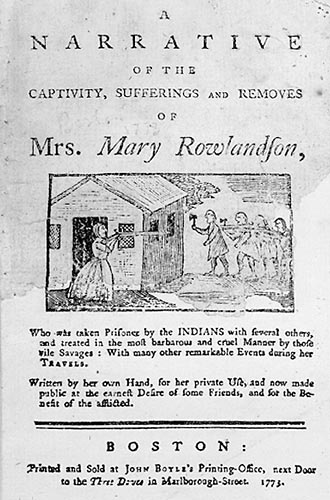 A
NARRATIVE
OF THE
CAPTIVITY, SUFFERINGS AND REMOVES
OF
Mrs. Mary Rowlandſon,
Who was taken Priſoner by the INDIANS with ſeveral others,
and treated in the moſt barbarous and cruel Manner by thoſe
vile Savages: With many other remarkable Events during her
TRAVELS.
Written by her own Hand, for her private Uſe, and now made
public at the earneſt Deſire of ſome Friends, and for the Be-
nefit of the afflicted.
BOSTON:
Printed and Sold at JOHN BOYLE's Printing-Office, next Door
to the Three Doves in Marlborough-Street. 1773.